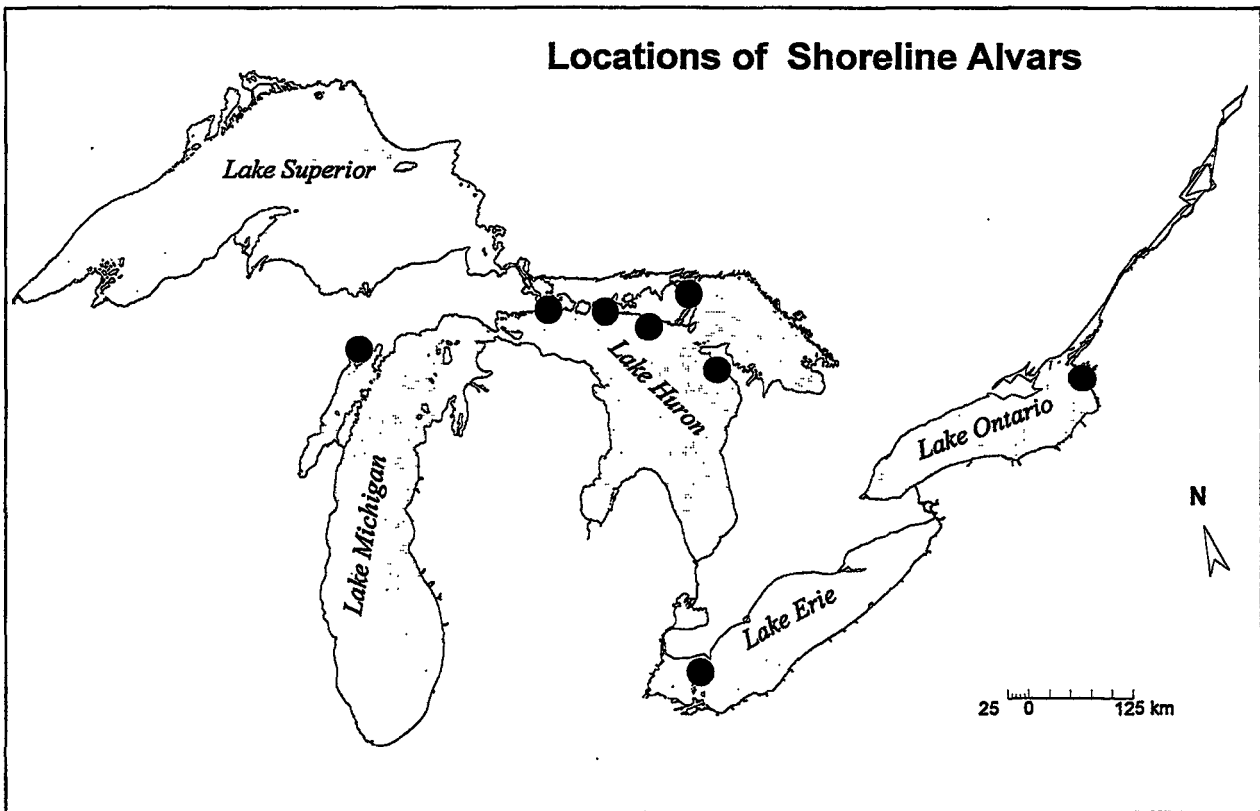 Locations of Shoreline Alvars
Lake Superior
Lake Huron
Lake Michigan
Lake Ontario
Lake Erie
N
25 0 125 km